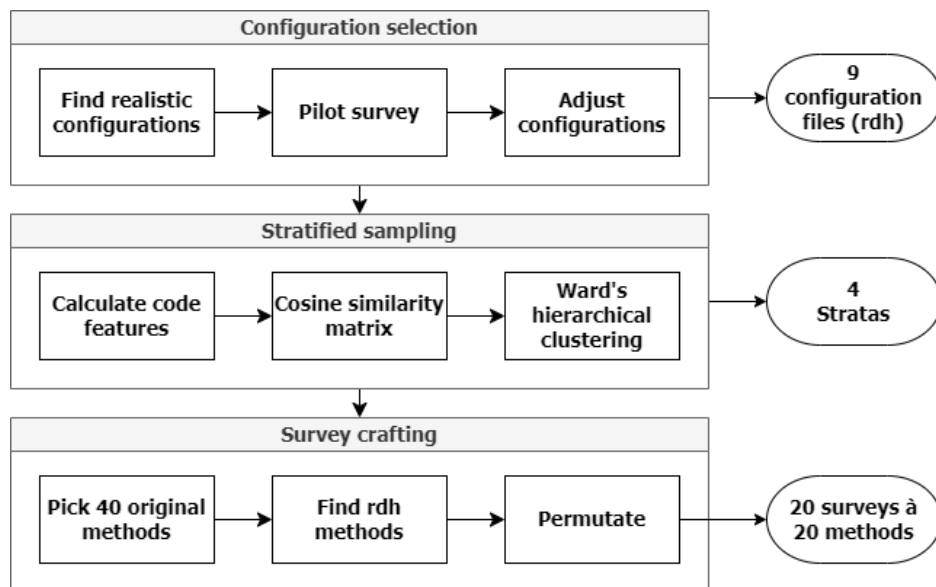 Configuration selection
Find realistic
configurations
Pilot survey
Adjust
configurations
9
configuration
files (rdh)
Stratified sampling
Calculate code
features
Cosine similarity
matrix
Ward's
hierarchical
clustering
4
Stratas
Survey crafting
Pick 40 original
methods
Find rdh
methods
Permutate
20 surveys à
20 methods